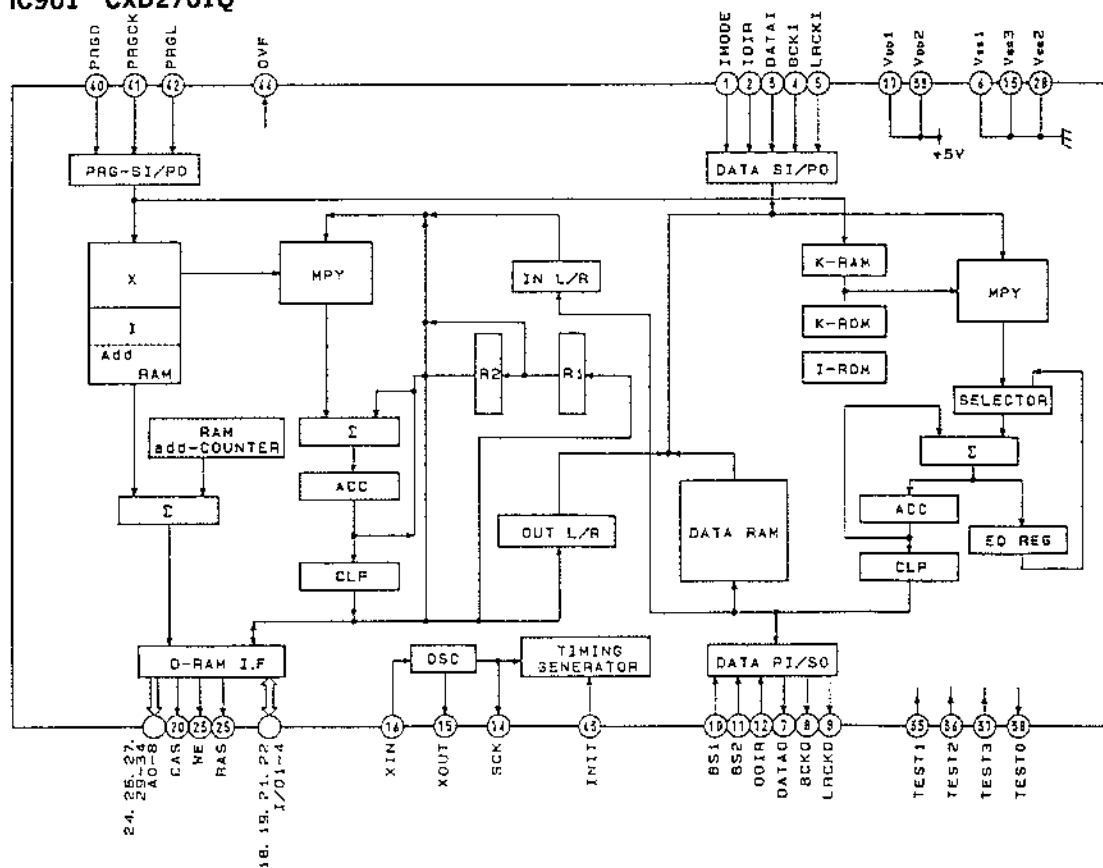 IC901 CXD2701Q
PRGD
PRGCK
PRGL
OVF
IMODE
IDIR
DATAI
BCKI
LRCKI
VDD1
VDD2
Vss1
Vss3
Vss2
40
41
42
44
1
2
3
4
5
17
39
6
28
+5V
PRG-SI/PO
DATA SI/PO
X
I
Add
RAM
MPY
IN L/R
K-RAM
MPY
K-ROM
I-ROM
R2
R1
SELECTOR
RAM
add-COUNTER
Σ
Σ
Σ
ACC
ACC
OUT L/R
DATA RAM
EQ REG
CLP
CLP
D-RAM I.F
OSC
TIMING
GENERATOR
DATA PI/SO
20
23
25
16
15
14
43
10
11
12
7
8
9
35
36
37
38
24, 26, 27,
29~34
A0-8
CAS
WE
RAS
18, 19, 21, 22
I/O1~4
XIN
XOUT
SCK
INIT
BS1
BS2
ODIR
DATAO
BCKO
LRCKO
TEST1
TEST2
TEST3
TESTO